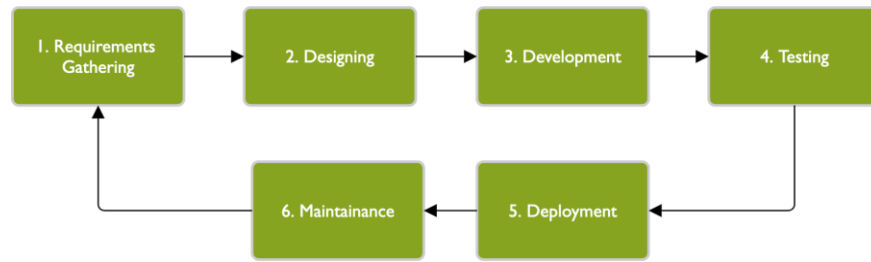 1. Requirements
Gathering
2. Designing
3. Development
4. Testing
5. Deployment
6. Maintainance